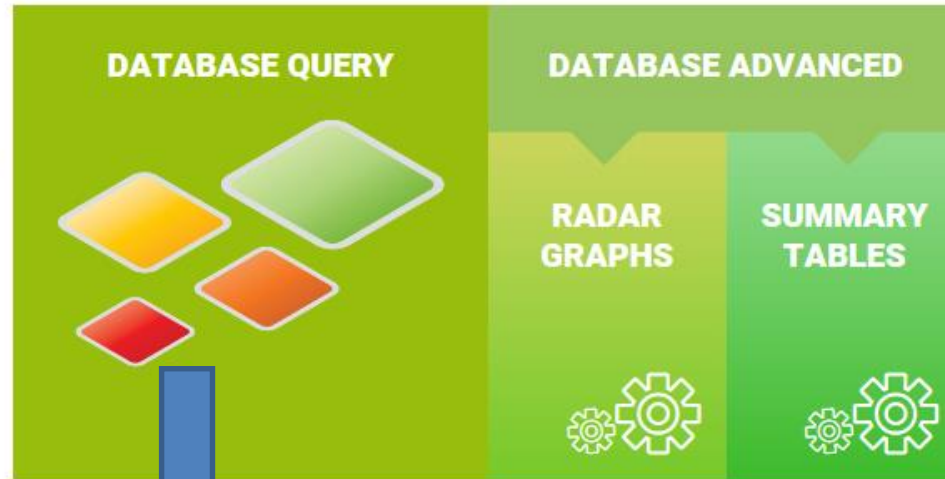 DATABASE QUERY
DATABASE ADVANCED
RADAR
GRAPHS
SUMMARY
TABLES